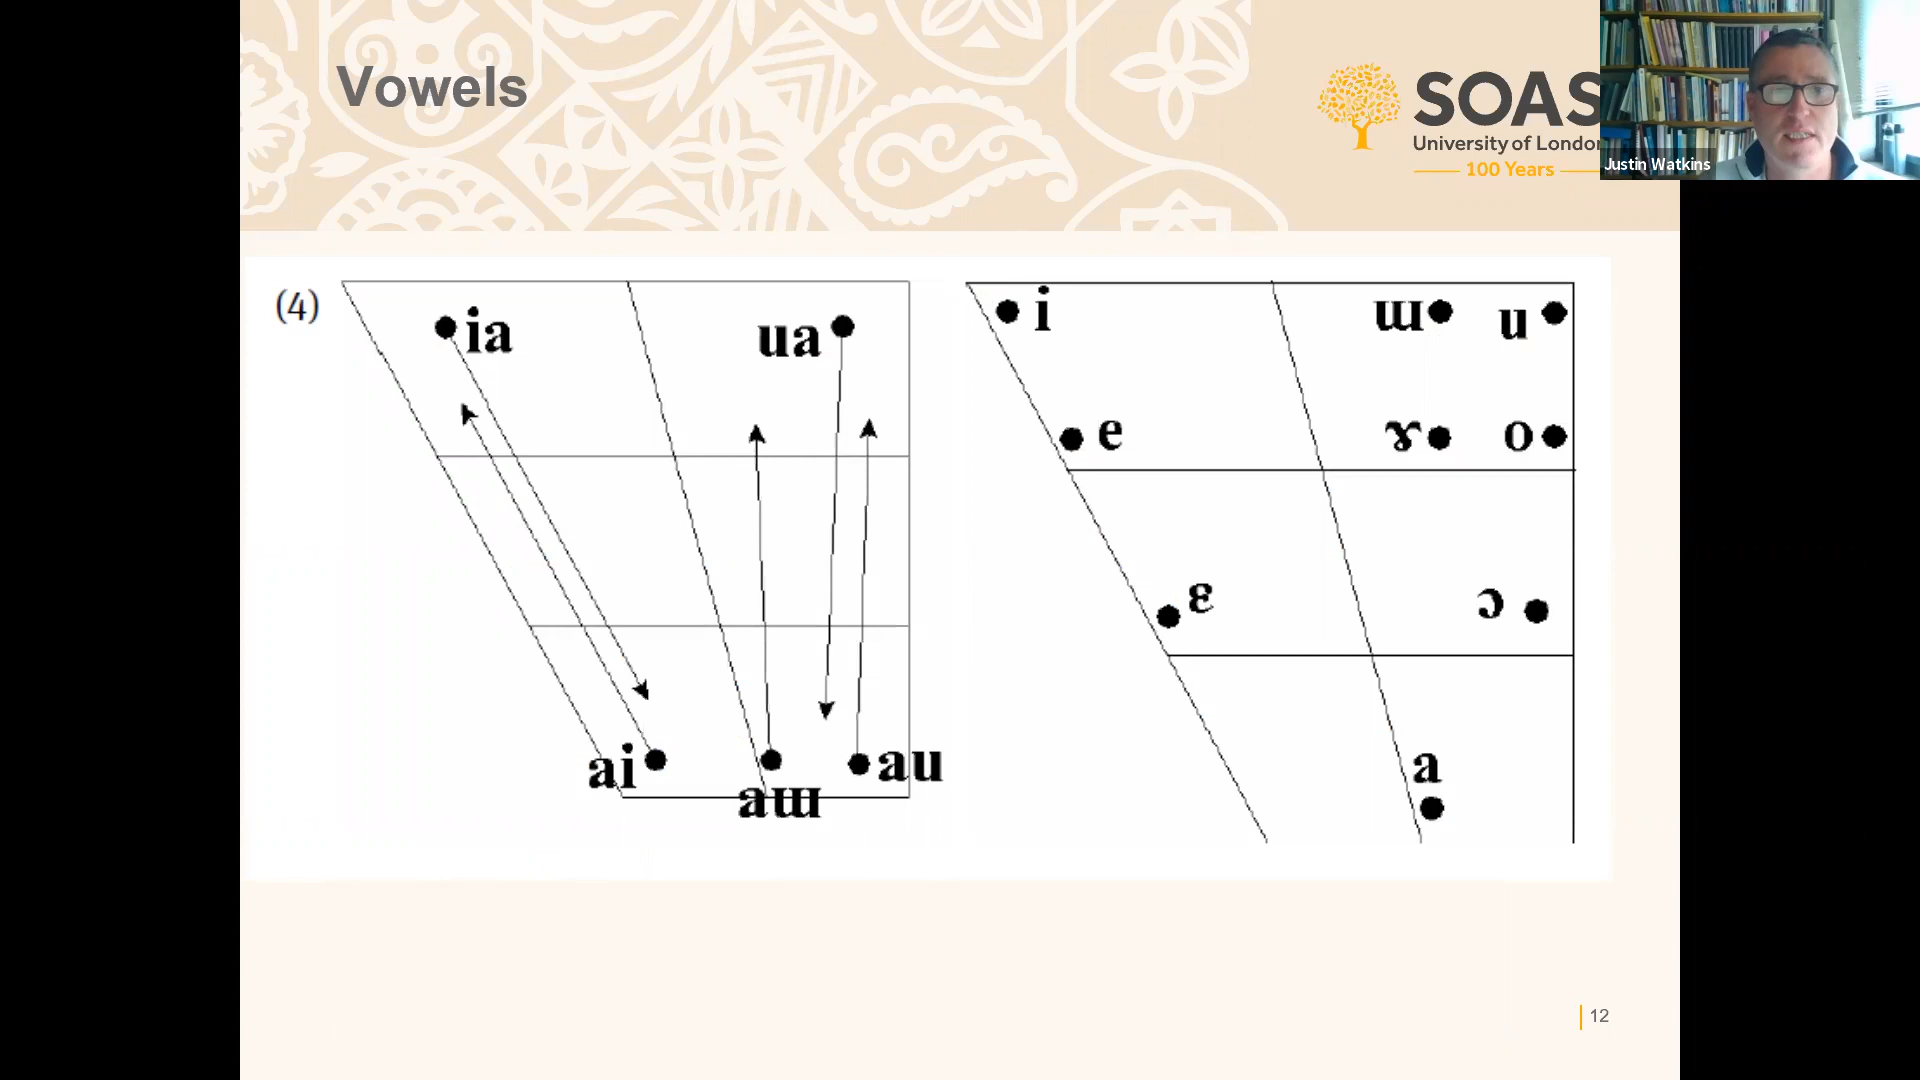 Vowels
SOAS
University of London
100 Years
Justin Watkins
(4)
ia
ua
ai
aɯ
au
i
ɯ
u
e
ɤ
o
ɛ
ɔ
a
12